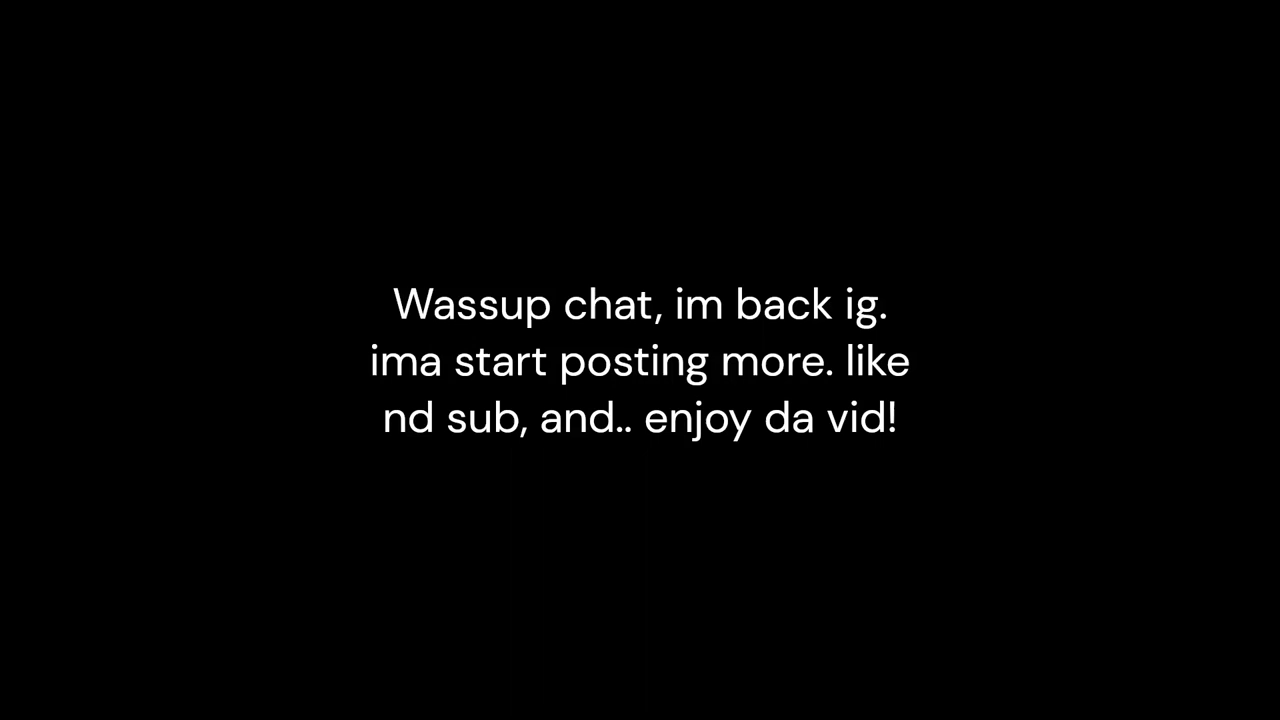 Wassup chat, im back ig.
ima start posting more. like
nd sub, and.. enjoy da vid!